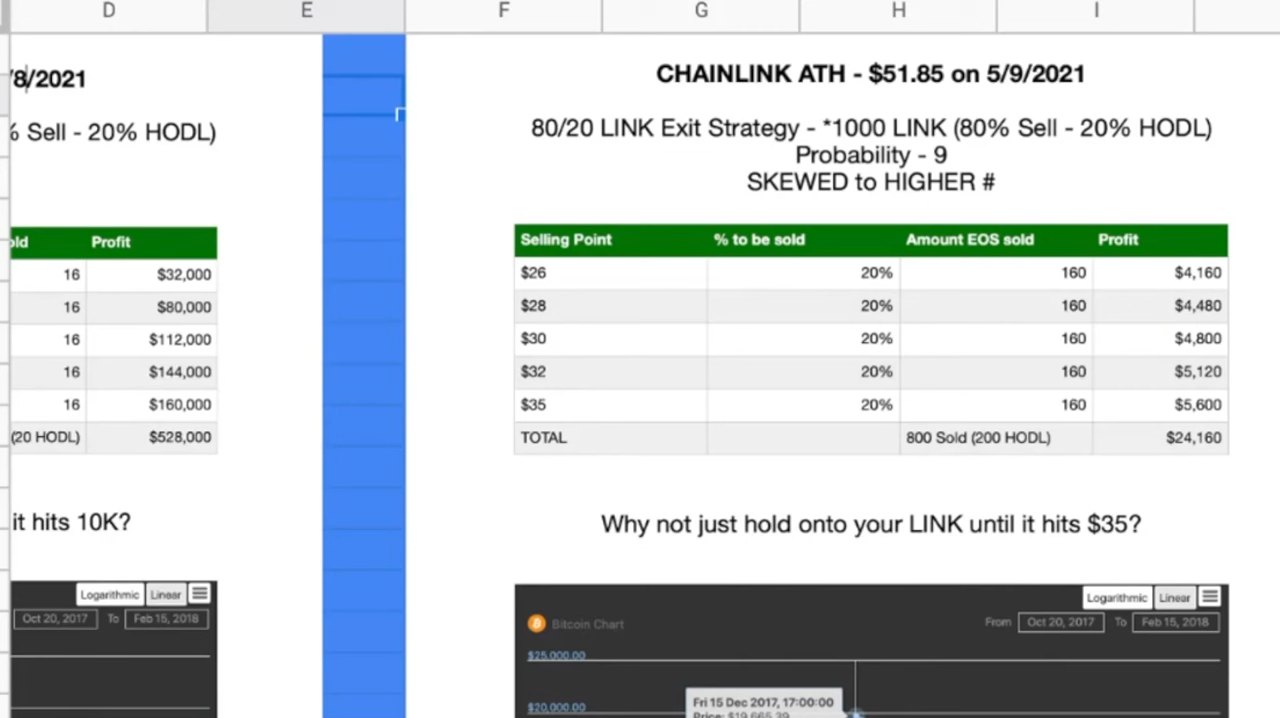 D E F G H I
/8/2021
CHAINLINK ATH - $51.85 on 5/9/2021
% Sell - 20% HODL)
80/20 LINK Exit Strategy - *1000 LINK (80% Sell - 20% HODL)
Probability - 9
SKEWED to HIGHER #
old Profit
16 $32,000
16 $80,000
16 $112,000
16 $144,000
16 $160,000
(20 HODL) $528,000
Selling Point % to be sold Amount EOS sold Profit
$26 20% 160 $4,160
$28 20% 160 $4,480
$30 20% 160 $4,800
$32 20% 160 $5,120
$35 20% 160 $5,600
TOTAL 800 Sold (200 HODL) $24,160
it hits 10K?
Why not just hold onto your LINK until it hits $35?
Logarithmic Linear
Oct 20, 2017 To Feb 15, 2018
Logarithmic Linear
Bitcoin Chart From Oct 20, 2017 To Feb 15, 2018
$25,000.00
$20,000.00
Fri 15 Dec 2017, 17:00:00
Price: $19,665.39